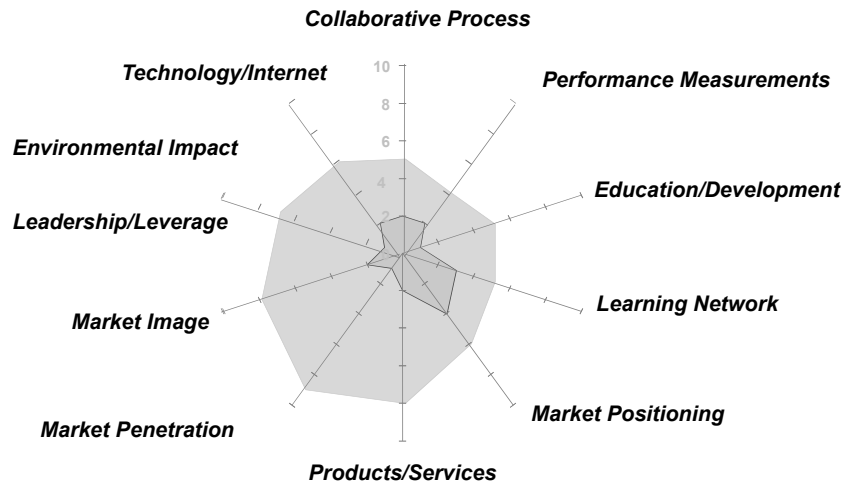 Collaborative Process
Technology/Internet
10
Performance Measurements
8
6
Environmental Impact
4
Education/Development
2
Leadership/Leverage
Learning Network
Market Image
Market Positioning
Market Penetration
Products/Services